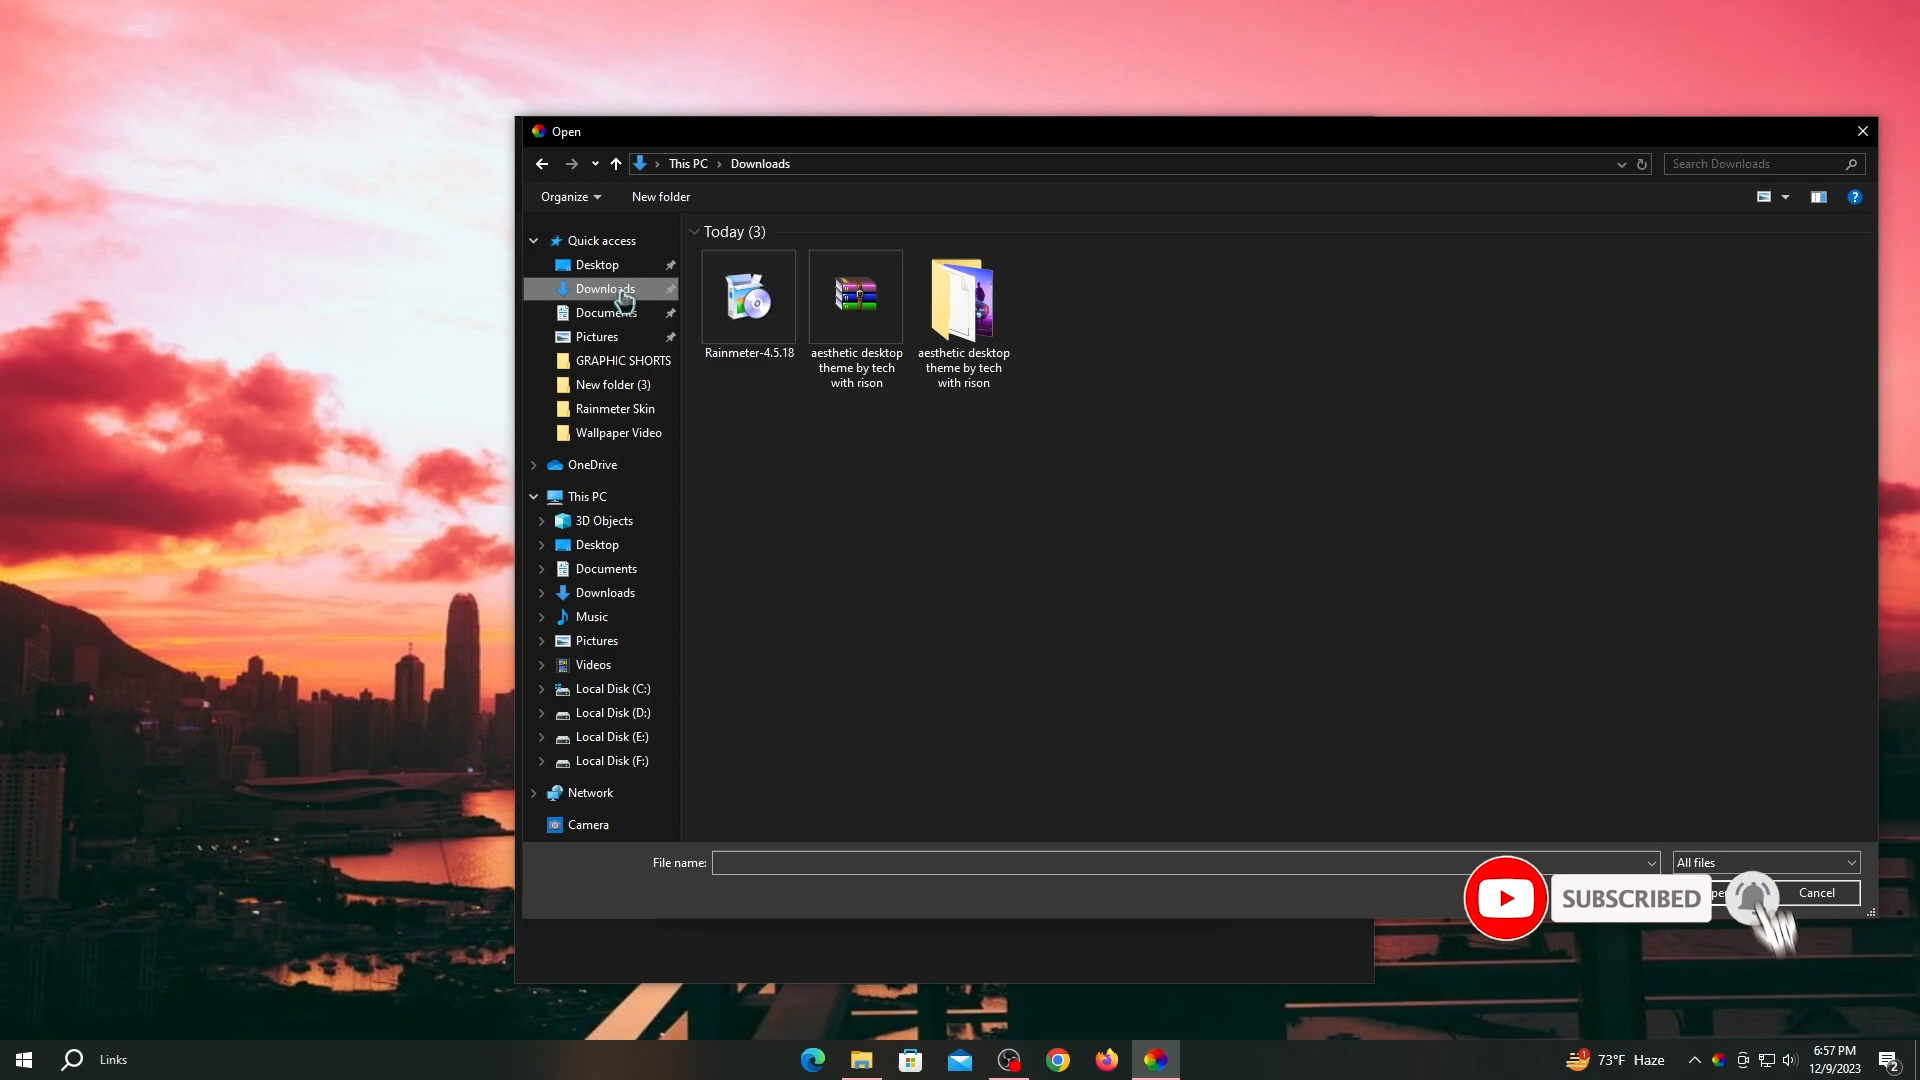 Open
This PC
Downloads
Search Downloads
Organize
New folder
Quick access
Desktop
Downloads
Documents
Pictures
GRAPHIC SHORTS
New folder (3)
Rainmeter Skin
Wallpaper Video
OneDrive
This PC
3D Objects
Desktop
Documents
Downloads
Music
Pictures
Videos
Local Disk (C:)
Local Disk (D:)
Local Disk (E:)
Local Disk (F:)
Network
Camera
Today (3)
Rainmeter-4.5.18
aesthetic desktop
theme by tech
with rison
aesthetic desktop
theme by tech
with rison
File name:
All files
SUBSCRIBED
Cancel
Links
1
73°F Haze
6:57 PM
12/9/2023
2